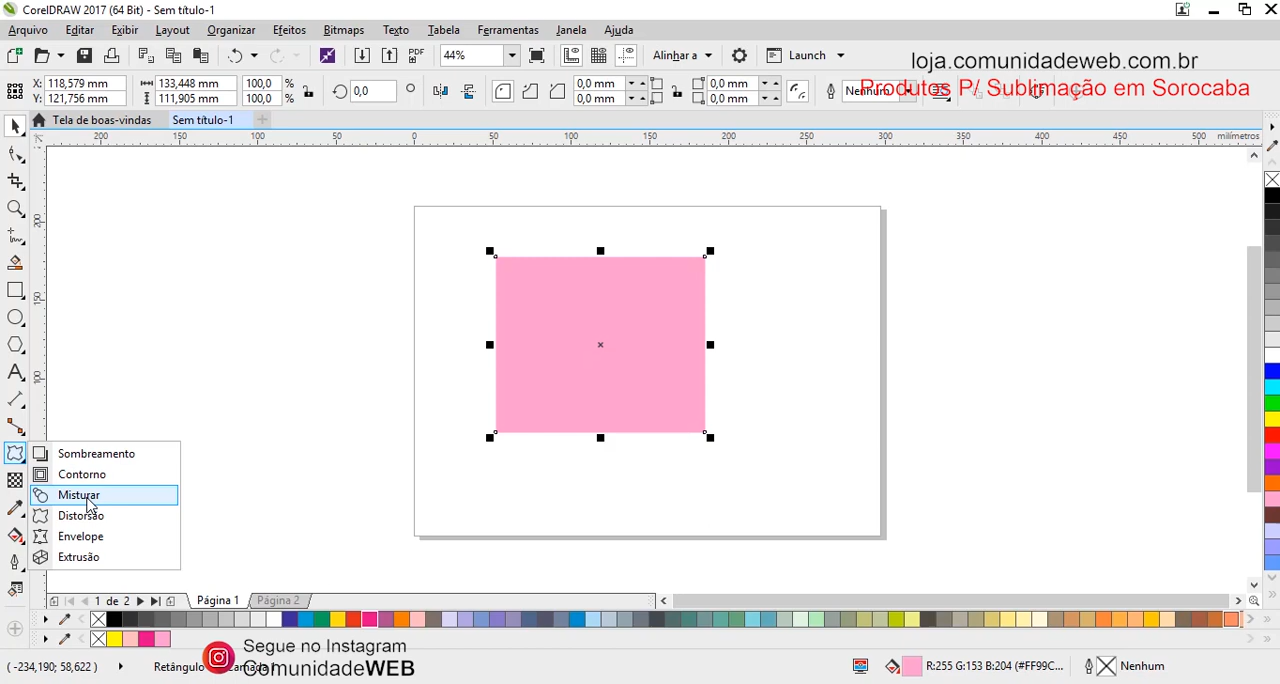 CorelDRAW 2017 (64 Bit) - Sem título-1
Arquivo Editar Exibir Layout Organizar Efeitos Bitmaps Texto Tabela Ferramentas Janela Ajuda
PDF 44% Alinhar a Launch
loja.comunidadeweb.com.br
X: 118,579 mm 133,448 mm 100,0 % 0,0 0,0 mm 0,0 mm
Y: 121,756 mm 111,905 mm 100,0 % 0,0 mm 0,0 mm
Nenhum
Produtos P/ Sublimação em Sorocaba
Tela de boas-vindas Sem título-1
200 150 100 50 0 50 100 150 200 250 300 350 400 450 500 milímetros
200
150
100
Sombreamento
Contorno
Misturar
Distorsão
Envelope
Extrusão
1 de 2 Página 1 Página 2
Segue no Instagram
ComunidadeWEB
( -234,190; 58,622 ) R:255 G:153 B:204 (#FF99C... Nenhum